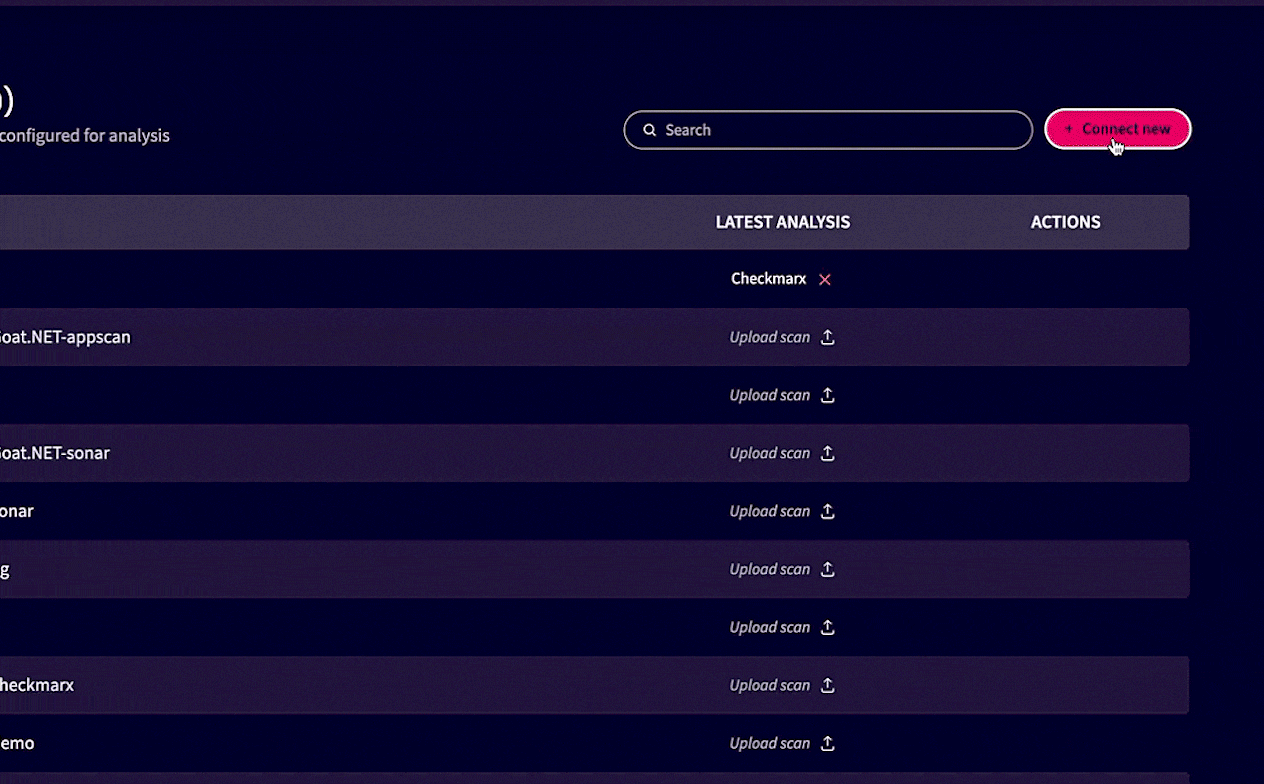 )
configured for analysis
Search
+ Connect new
LATEST ANALYSIS
ACTIONS
Checkmarx
oat.NET-appscan
Upload scan
Upload scan
oat.NET-sonar
Upload scan
onar
Upload scan
g
Upload scan
Upload scan
heckmarx
Upload scan
emo
Upload scan